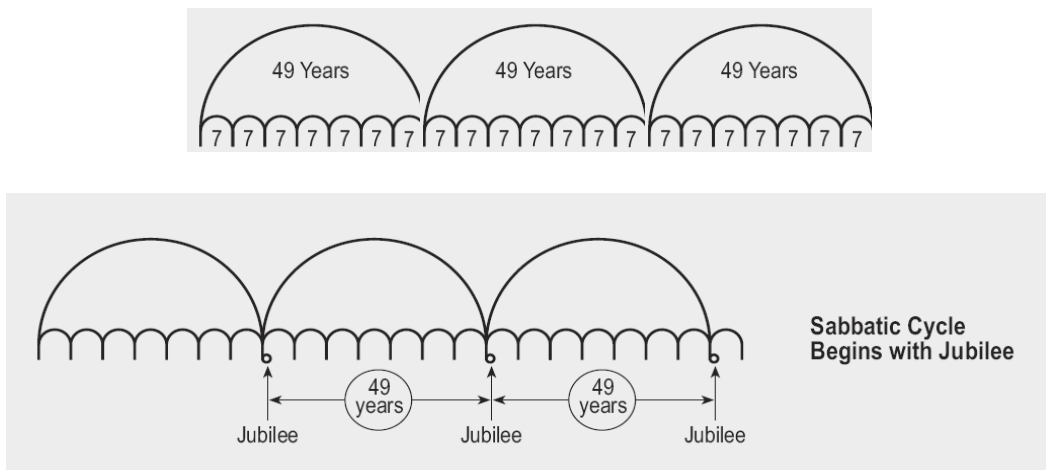 49 Years 49 Years 49 Years
7 7 7 7 7 7 7 7 7 7 7 7 7 7 7 7 7 7 7 7 7
Sabbatic Cycle
Begins with Jubilee
49
years
49
years
Jubilee Jubilee Jubilee